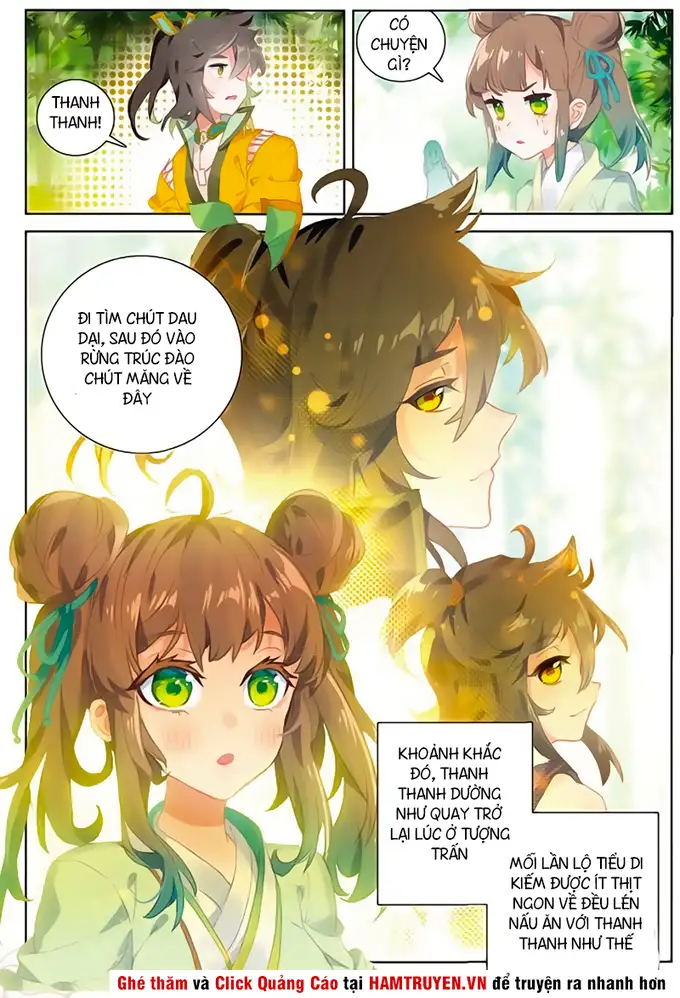 THANH
THANH!
CÓ
CHUYỆN
GÌ?
ĐI TÌM CHÚT DAU
DẠI, SAU ĐÓ VÀO
RỪNG TRÚC ĐÀO
CHÚT MĂNG VỀ
ĐÂY
KHOẢNH KHẮC
ĐÓ, THANH
THANH DƯỜNG
NHƯ QUAY TRỞ
LẠI LÚC Ở TƯỢNG
TRẤN
MỖI LẦN LỘ TIỂU DI
KIẾM ĐƯỢC ÍT THỊT
NGON VỀ ĐỀU LÉN
NẤU ĂN VỚI THANH
THANH NHƯ THẾ
Ghé thăm và Click Quảng Cáo tại HAMTRUYEN.VN để truyện ra nhanh hơn